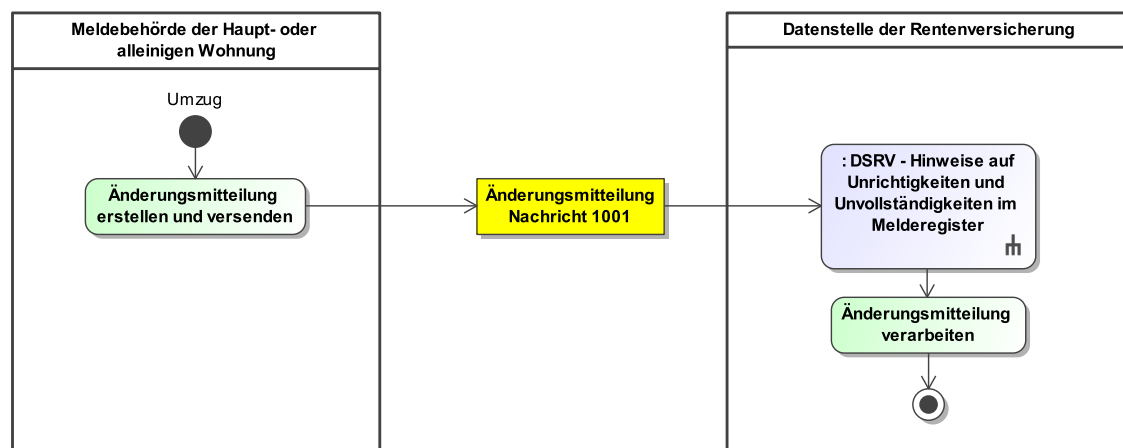 Meldebehörde der Haupt- oder
alleinigen Wohnung
Datenstelle der Rentenversicherung
Umzug
Änderungsmitteilung
erstellen und versenden
Änderungsmitteilung
Nachricht 1001
: DSRV - Hinweise auf
Unrichtigkeiten und
Unvollständigkeiten im
Melderegister
Änderungsmitteilung
verarbeiten